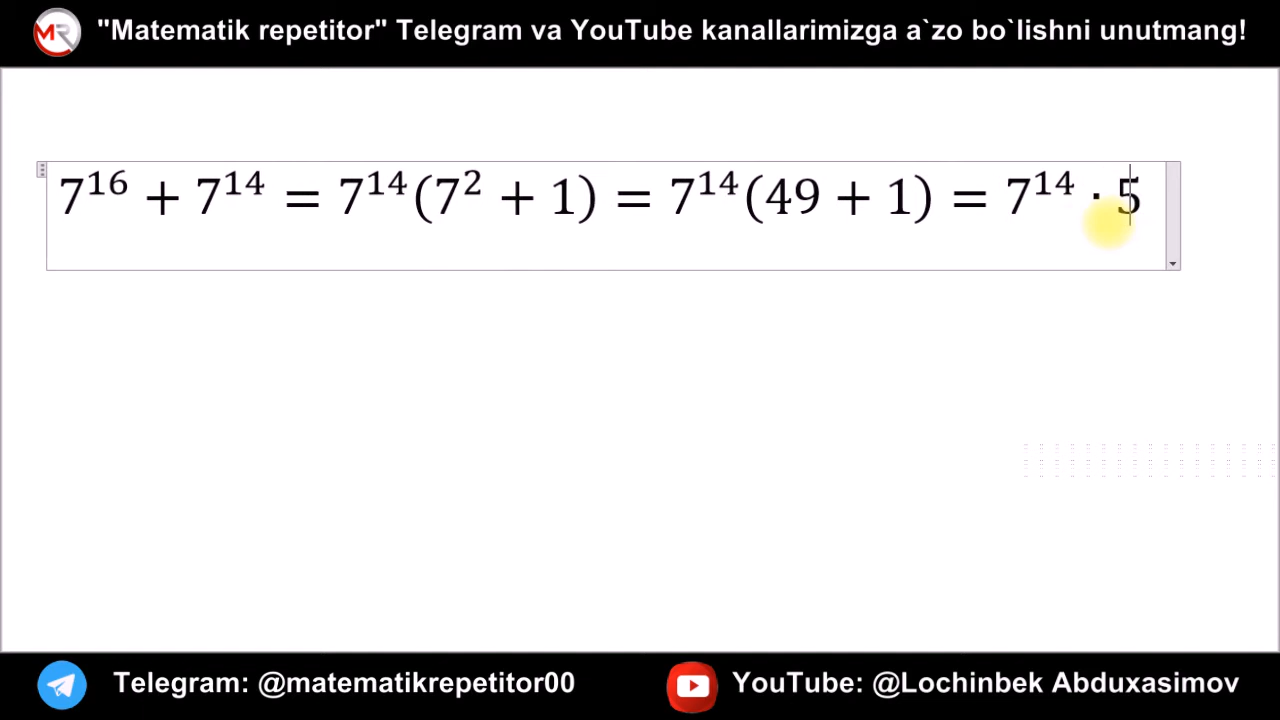 MR "Matematik repetitor" Telegram va YouTube kanallarimizga a`zo bo`lishni unutmang!
7¹⁶ + 7¹⁴ = 7¹⁴(7² + 1) = 7¹⁴(49 + 1) = 7¹⁴ · 5
Telegram: @matematikrepetitor00 YouTube: @Lochinbek Abduxasimov